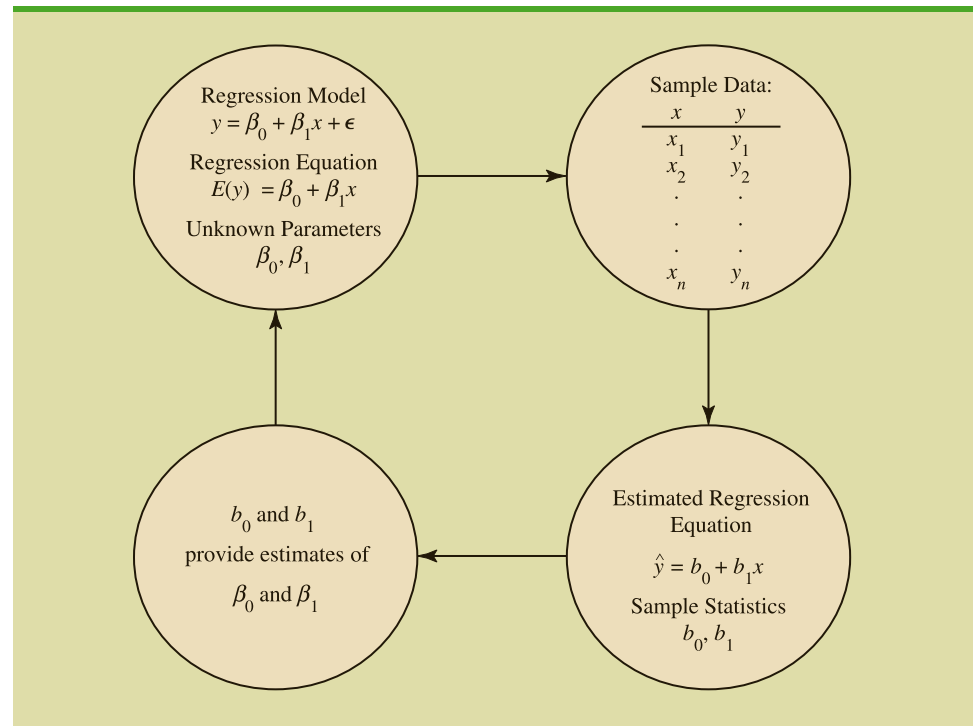 Regression Model
y = β₀ + β₁x + ϵ
Regression Equation
E(y) = β₀ + β₁x
Unknown Parameters
β₀, β₁
Sample Data:
x y
x₁ y₁
x₂ y₂
. .
. .
. .
xₙ yₙ
Estimated Regression
Equation
ŷ = b₀ + b₁x
Sample Statistics
b₀, b₁
b₀ and b₁
provide estimates of
β₀ and β₁